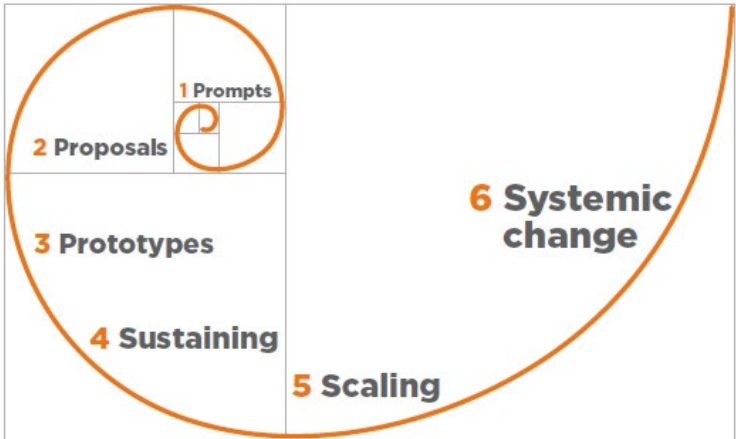 1 Prompts
2 Proposals
3 Prototypes
4 Sustaining
5 Scaling
6 Systemic
change